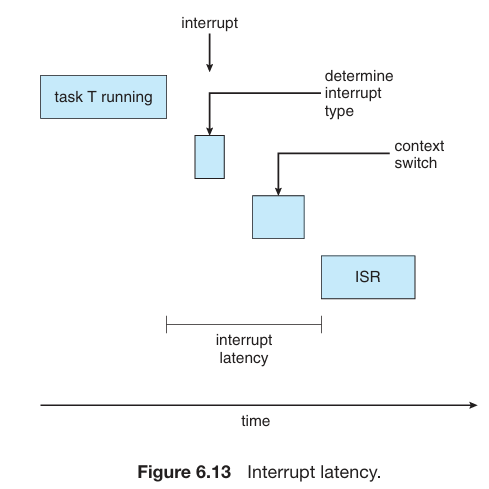 interrupt
task T running
determine
interrupt
type
context
switch
ISR
interrupt
latency
time
Figure 6.13 Interrupt latency.